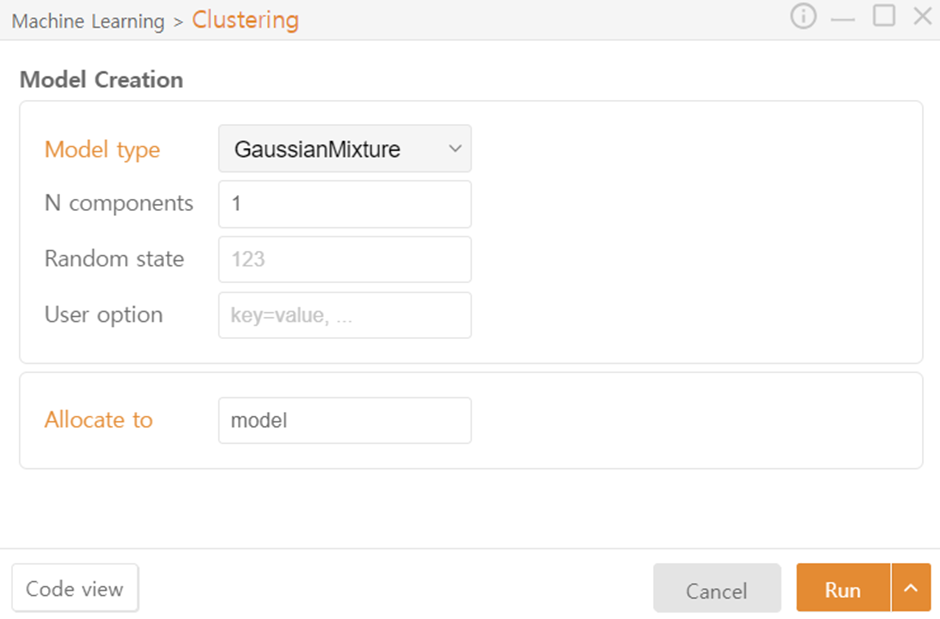 Machine Learning > Clustering
Model Creation
Model type GaussianMixture
N components 1
Random state 123
User option key=value, ...
Allocate to model
Code view Cancel Run